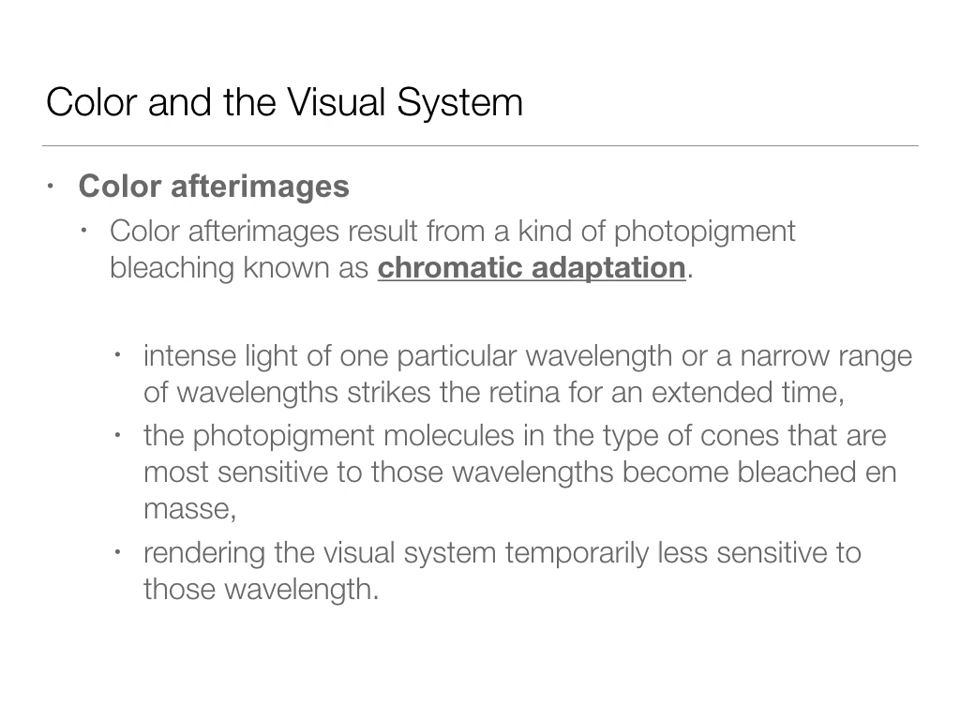 Color and the Visual System
• Color afterimages
• Color afterimages result from a kind of photopigment
bleaching known as chromatic adaptation.
• intense light of one particular wavelength or a narrow range
of wavelengths strikes the retina for an extended time,
• the photopigment molecules in the type of cones that are
most sensitive to those wavelengths become bleached en
masse,
• rendering the visual system temporarily less sensitive to
those wavelength.